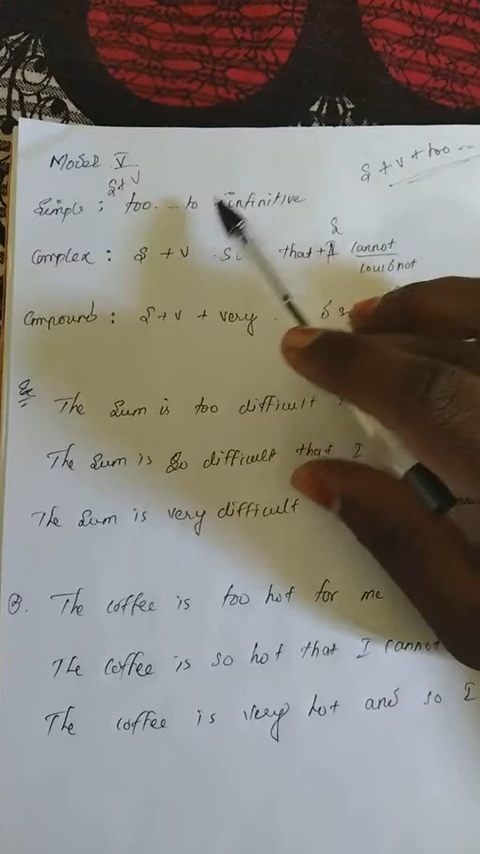 Model V
S + V + too ...
S + V
Simple : too .... to infinitive
S
Complex : S + V that + cannot
could not
Compound : S + V + very
Ex
The Sum is too difficult
The Sum is So difficult that I
The Sum is very difficult
2. The coffee is too hot for me
The coffee is so hot that I cannot
The coffee is very hot and so I